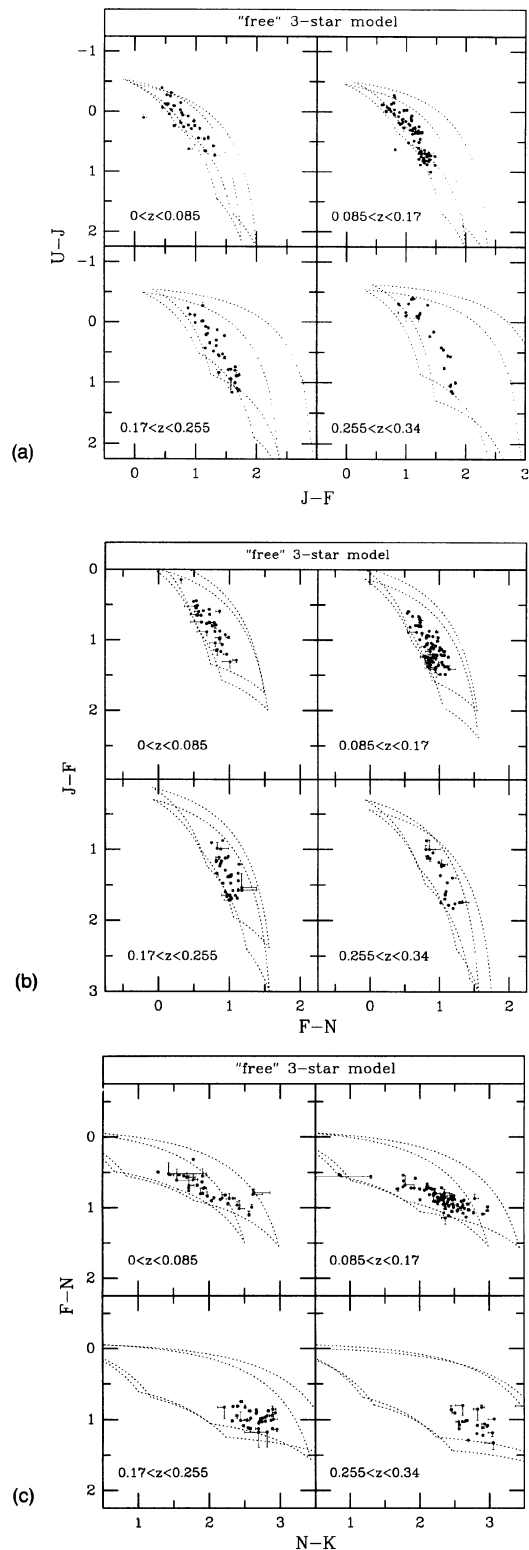 "free" 3-star model
-1
0
1
2
U-J
0<z<0.085
0.085<z<0.17
-1
0
1
2
0.17<z<0.255
0.255<z<0.34
0 1 2 0 1 2 3
J-F
(a)
"free" 3-star model
0
1
2
J-F
0<z<0.085
0.085<z<0.17
1
2
3
0.17<z<0.255
0.255<z<0.34
0 1 2 0 1 2
F-N
(b)
"free" 3-star model
0
1
2
F-N
0<z<0.085
0.085<z<0.17
0
1
2
0.17<z<0.255
0.255<z<0.34
1 2 3 1 2 3
N-K
(c)